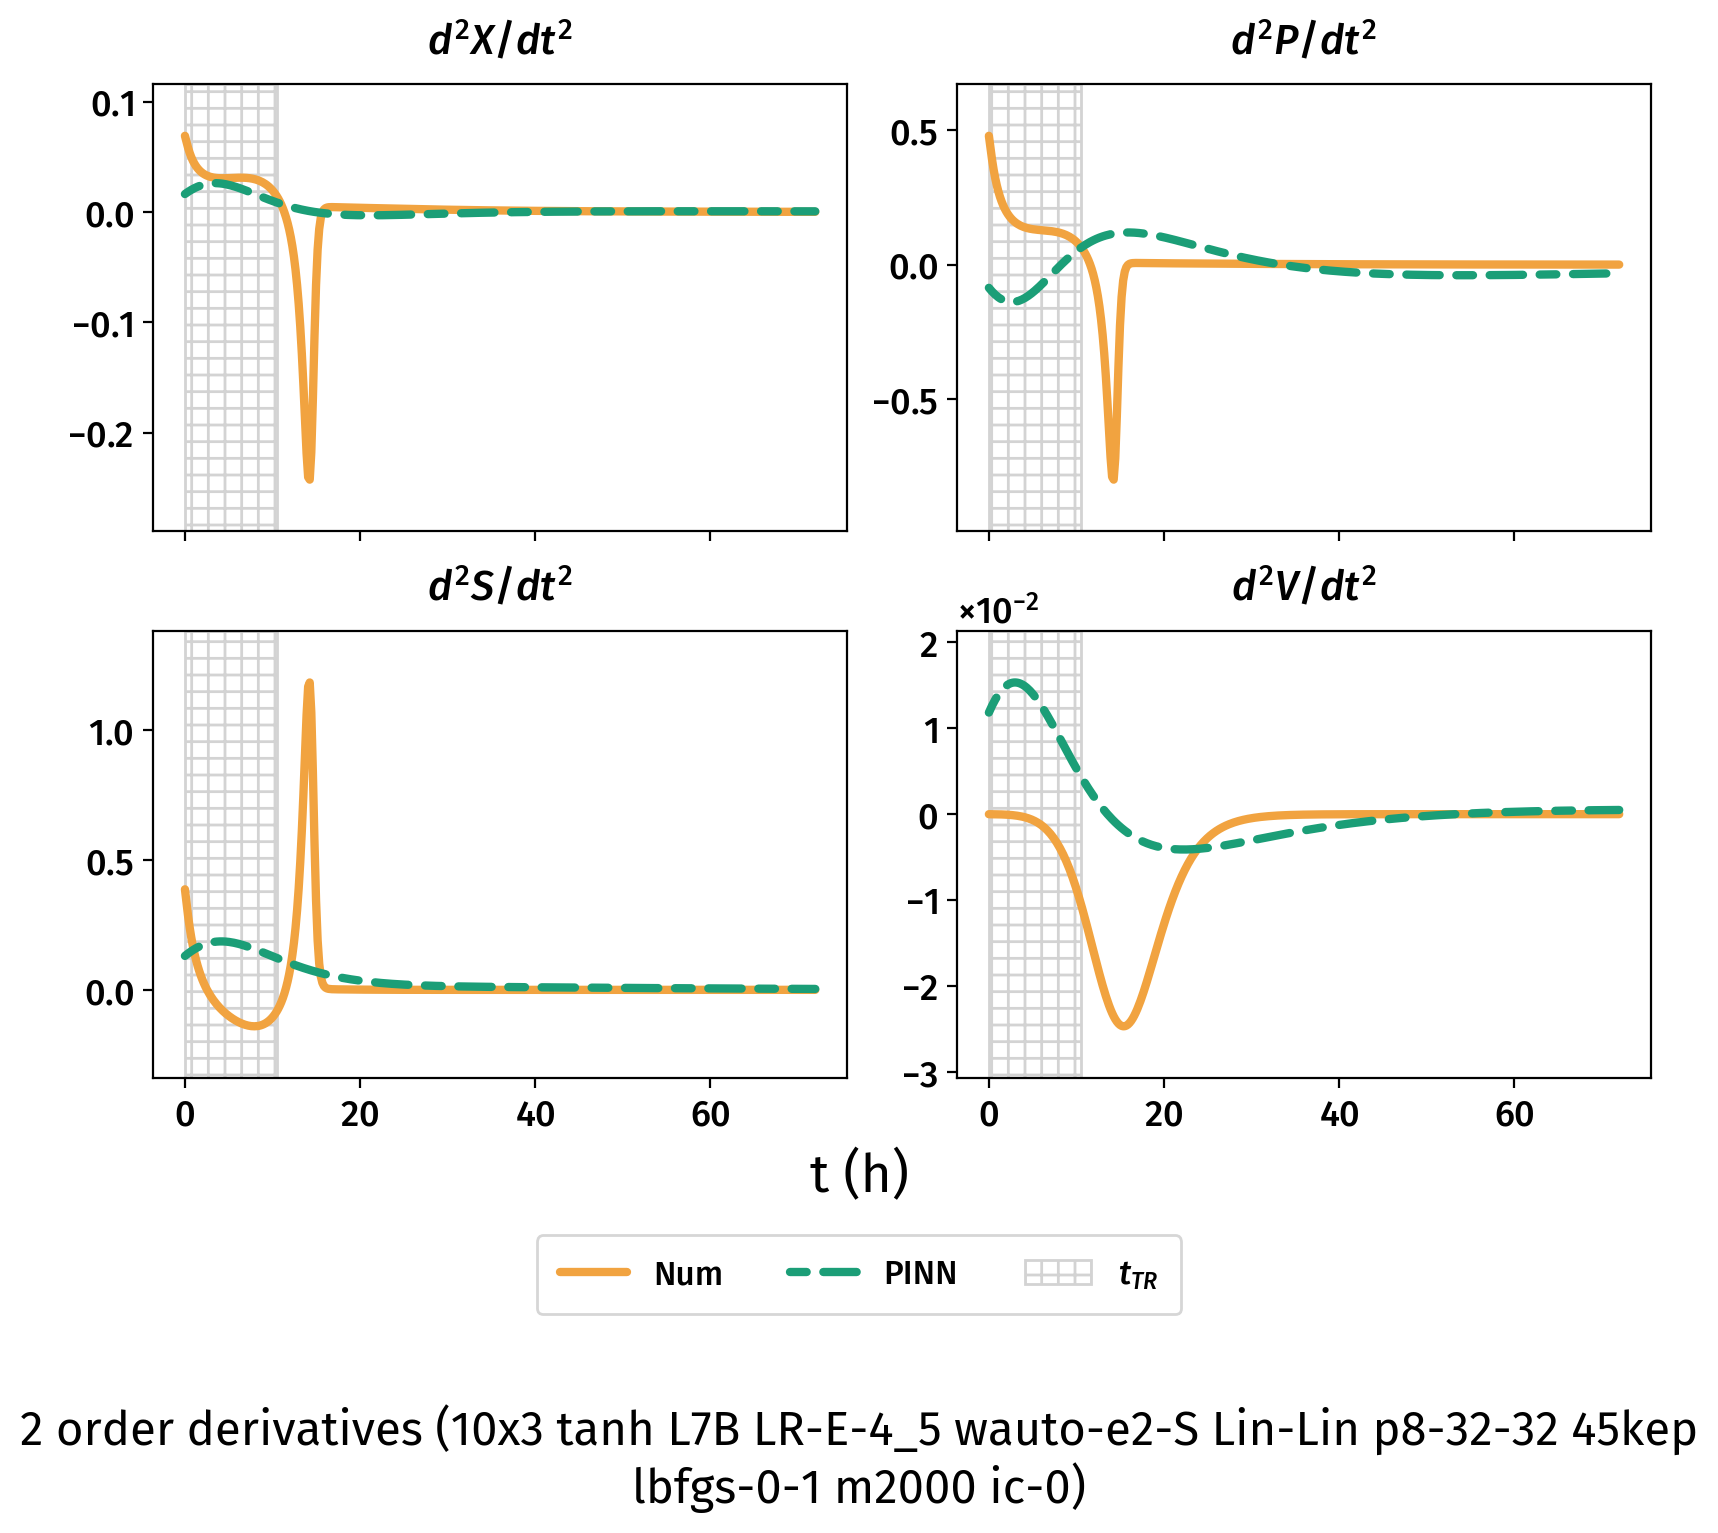 d²X/dt²
d²P/dt²
0.1
0.0
−0.1
−0.2
0.5
0.0
−0.5
d²S/dt²
d²V/dt²
×10⁻²
1.0
0.5
0.0
2
1
0
−1
−2
−3
0 20 40 60
0 20 40 60
t (h)
Num PINN t_TR
2 order derivatives (10x3 tanh L7B LR-E-4_5 wauto-e2-S Lin-Lin p8-32-32 45kep
lbfgs-0-1 m2000 ic-0)